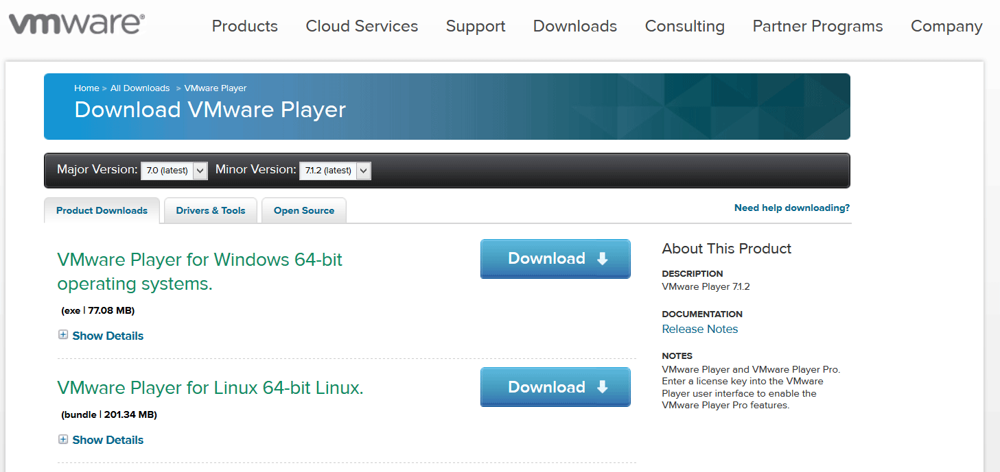 vmware®
Products Cloud Services Support Downloads Consulting Partner Programs Company
Home > All Downloads > VMware Player
Download VMware Player
Major Version: 7.0 (latest) Minor Version: 7.1.2 (latest)
Product Downloads Drivers & Tools Open Source Need help downloading?
VMware Player for Windows 64-bit
operating systems.
(exe | 77.08 MB)
Show Details
Download
VMware Player for Linux 64-bit Linux.
(bundle | 201.34 MB)
Show Details
Download
About This Product
DESCRIPTION
VMware Player 7.1.2
DOCUMENTATION
Release Notes
NOTES
VMware Player and VMware Player Pro.
Enter a license key into the VMware
Player user interface to enable the
VMware Player Pro features.